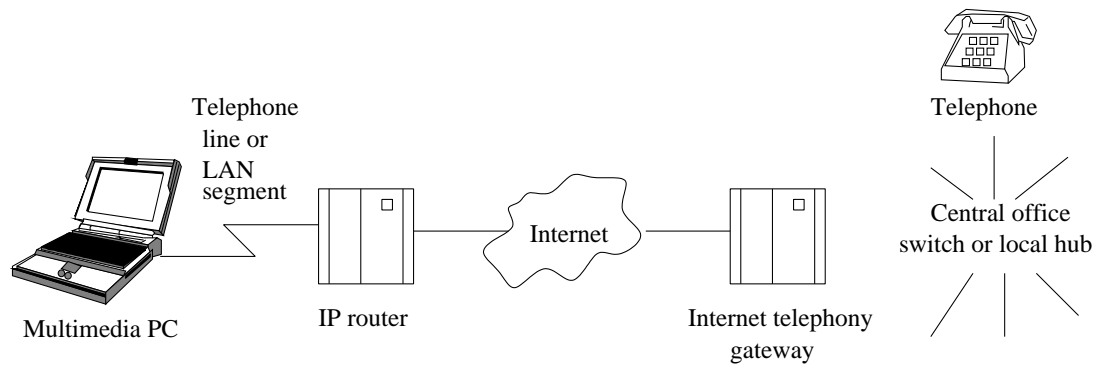 Telephone
line or
LAN
segment
Multimedia PC
IP router
Internet
Internet telephony
gateway
Telephone
Central office
switch or local hub